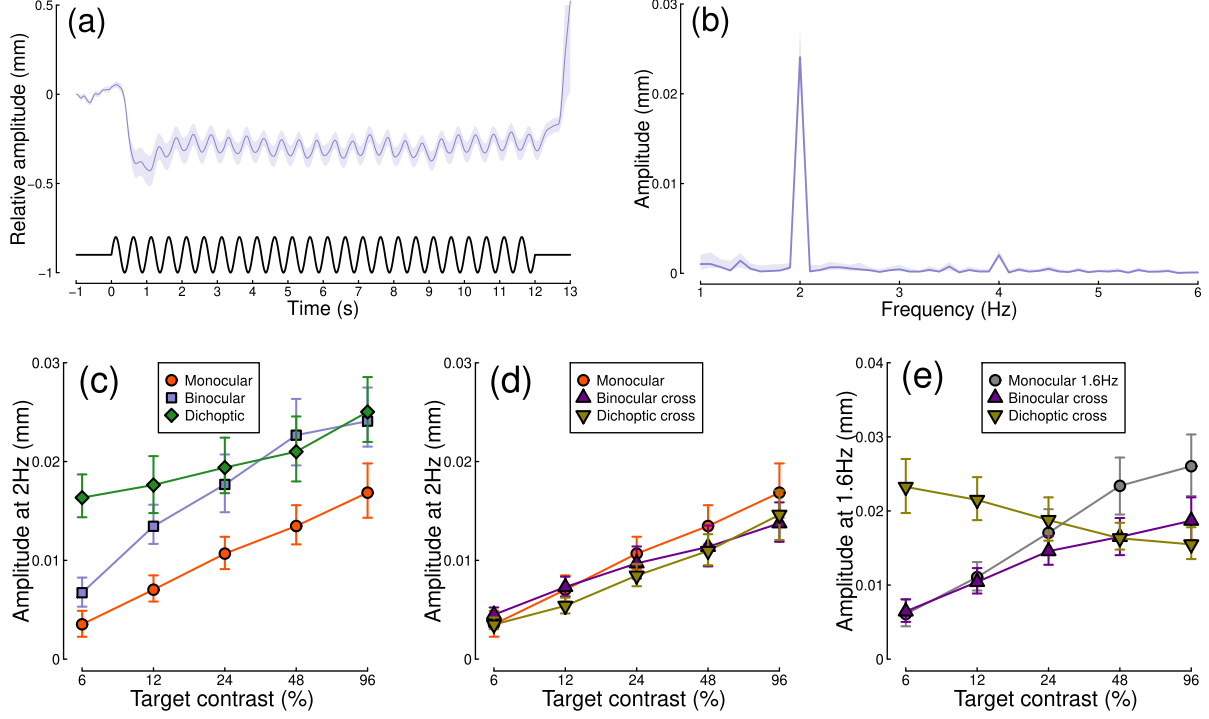 (a)
Relative amplitude (mm)
0.5
0
−0.5
−1
−1 0 1 2 3 4 5 6 7 8 9 10 11 12 13
Time (s)
(b)
Amplitude (mm)
0.03
0.02
0.01
0
1 2 3 4 5 6
Frequency (Hz)
(c)
Monocular
Binocular
Dichoptic
Amplitude at 2Hz (mm)
0.03
0.02
0.01
0
6 12 24 48 96
Target contrast (%)
(d)
Monocular
Binocular cross
Dichoptic cross
Amplitude at 2Hz (mm)
0.03
0.02
0.01
0
6 12 24 48 96
Target contrast (%)
(e)
Monocular 1.6Hz
Binocular cross
Dichoptic cross
Amplitude at 1.6Hz (mm)
0.04
0.03
0.02
0.01
0
6 12 24 48 96
Target contrast (%)